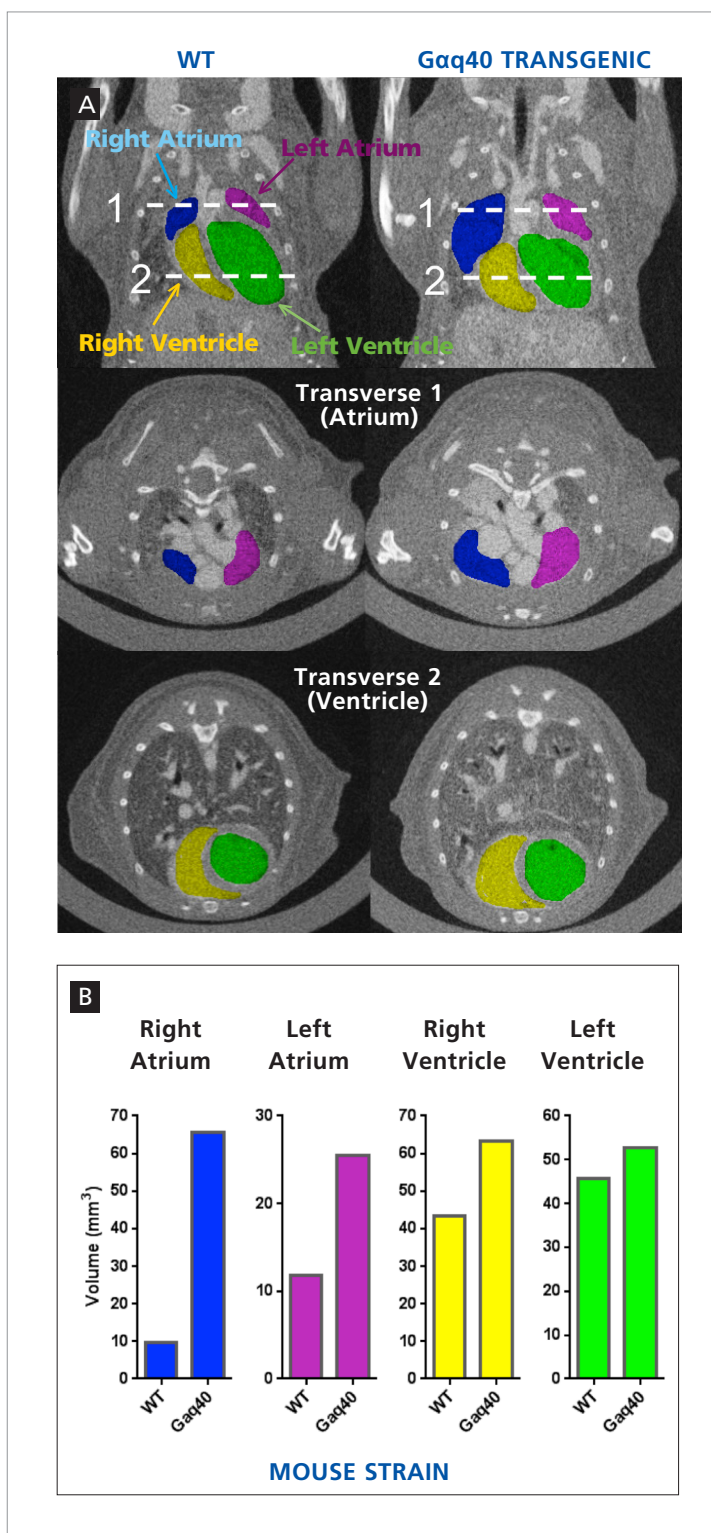 WT
Gαq40 TRANSGENIC
A
Right Atrium
Left Atrium
1
1
2
2
Right Ventricle
Left Ventricle
Transverse 1
(Atrium)
Transverse 2
(Ventricle)
B
Right
Atrium
Left
Atrium
Right
Ventricle
Left
Ventricle
Volume (mm³)
70
60
50
40
30
20
10
0
WT
Gaq40
30
20
10
0
WT
Gaq40
70
60
50
40
30
20
10
0
WT
Gaq40
60
50
40
30
20
10
0
WT
Gaq40
MOUSE STRAIN